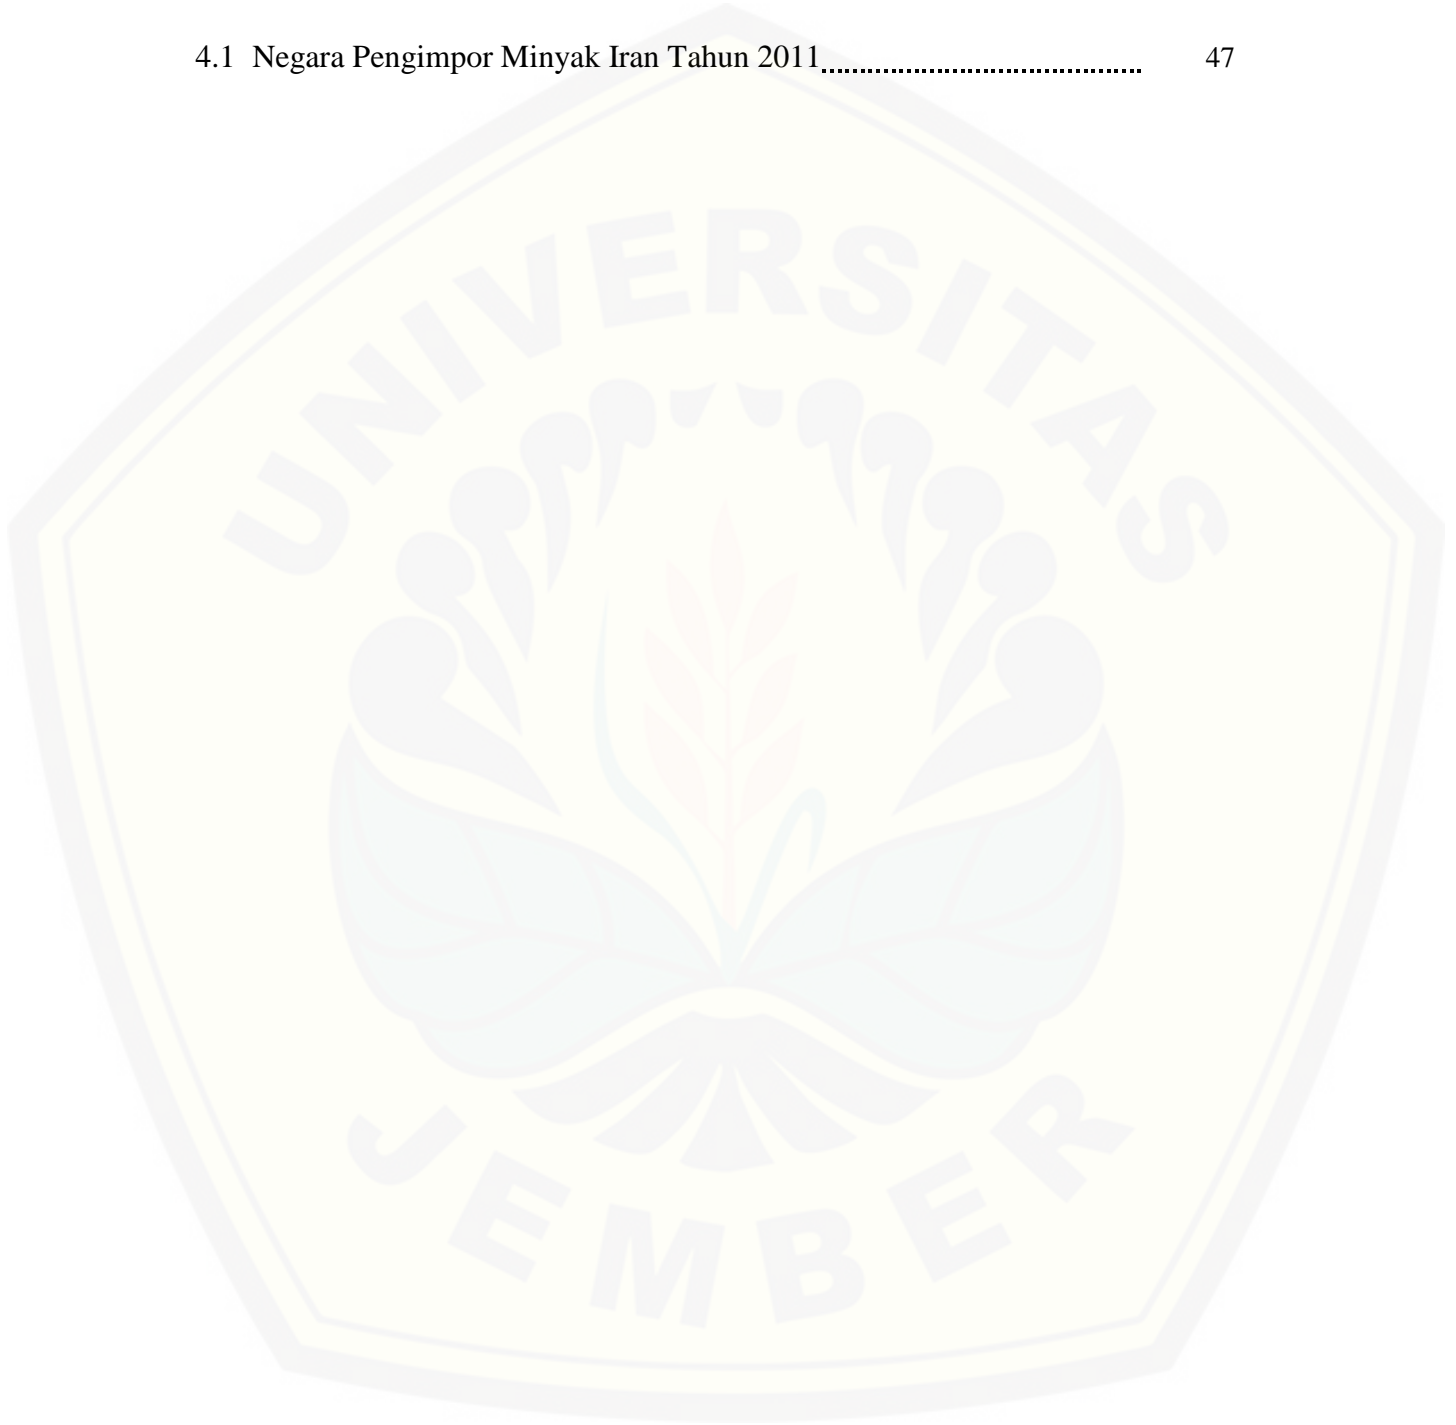 4.1 Negara Pengimpor Minyak Iran Tahun 2011........................................ 47
UNIVERSITAS
JEMBER